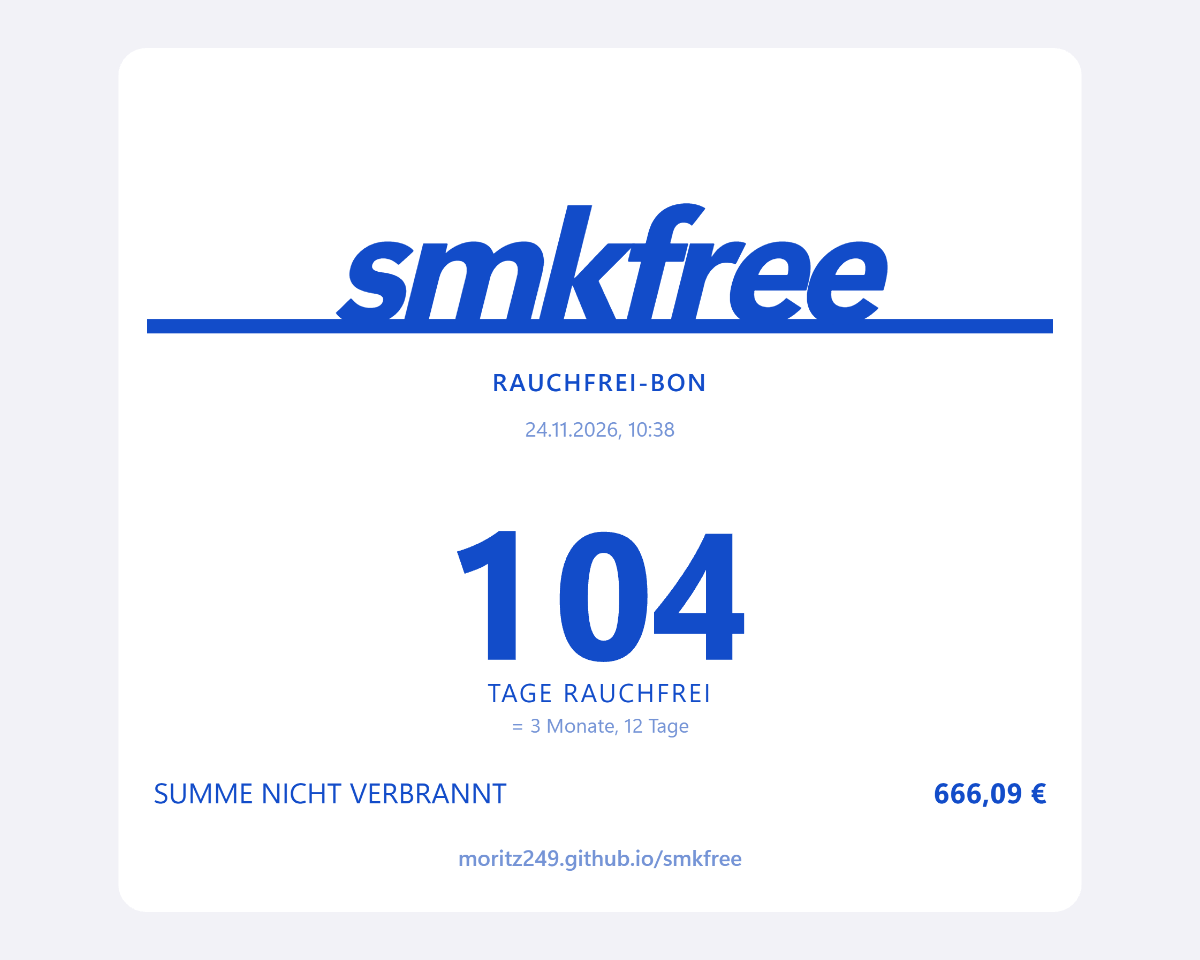 smkfree
RAUCHFREI-BON
24.11.2026, 10:38
104
TAGE RAUCHFREI
= 3 Monate, 12 Tage
SUMME NICHT VERBRANNT 666,09 €
moritz249.github.io/smkfree